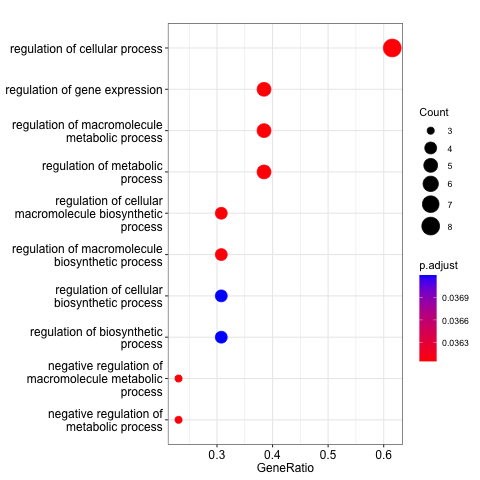 regulation of cellular process
regulation of gene expression
regulation of macromolecule
metabolic process
regulation of metabolic
process
regulation of cellular
macromolecule biosynthetic
process
regulation of macromolecule
biosynthetic process
regulation of cellular
biosynthetic process
regulation of biosynthetic
process
negative regulation of
macromolecule metabolic
process
negative regulation of
metabolic process
0.3 0.4 0.5 0.6
GeneRatio
Count
3
4
5
6
7
8
p.adjust
0.0369
0.0366
0.0363